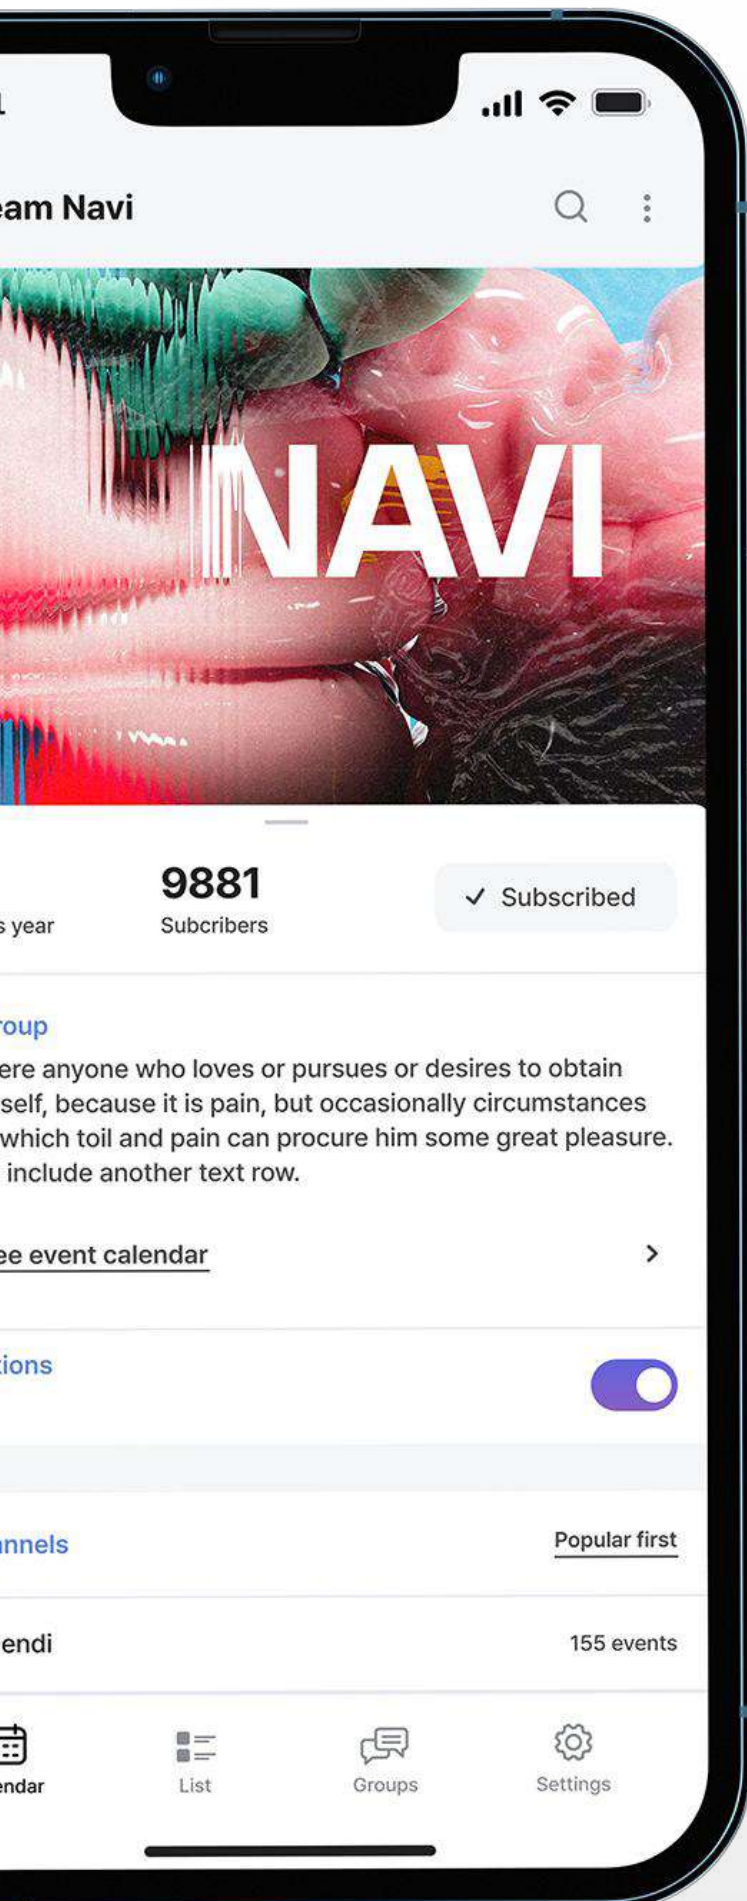 eam Navi
NAVI
9881
s year
Subcribers
Subscribed
roup
ere anyone who loves or pursues or desires to obtain
self, because it is pain, but occasionally circumstances
which toil and pain can procure him some great pleasure.
include another text row.
ee event calendar
tions
annels
Popular first
endi
155 events
endar
List
Groups
Settings